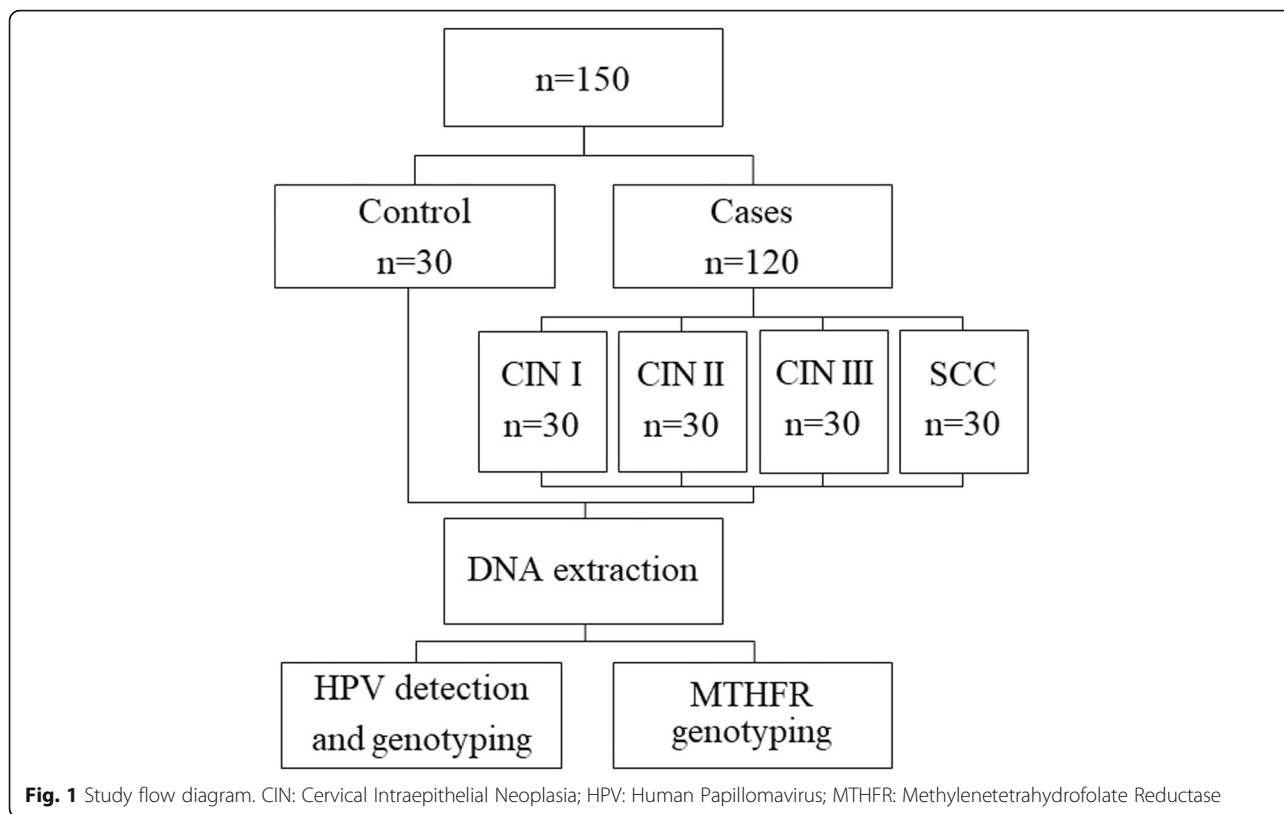 n=150
Control
n=30
Cases
n=120
CIN I
n=30
CIN II
n=30
CIN III
n=30
SCC
n=30
DNA extraction
HPV detection
and genotyping
MTHFR
genotyping
Fig. 1 Study flow diagram. CIN: Cervical Intraepithelial Neoplasia; HPV: Human Papillomavirus; MTHFR: Methylenetetrahydrofolate Reductase